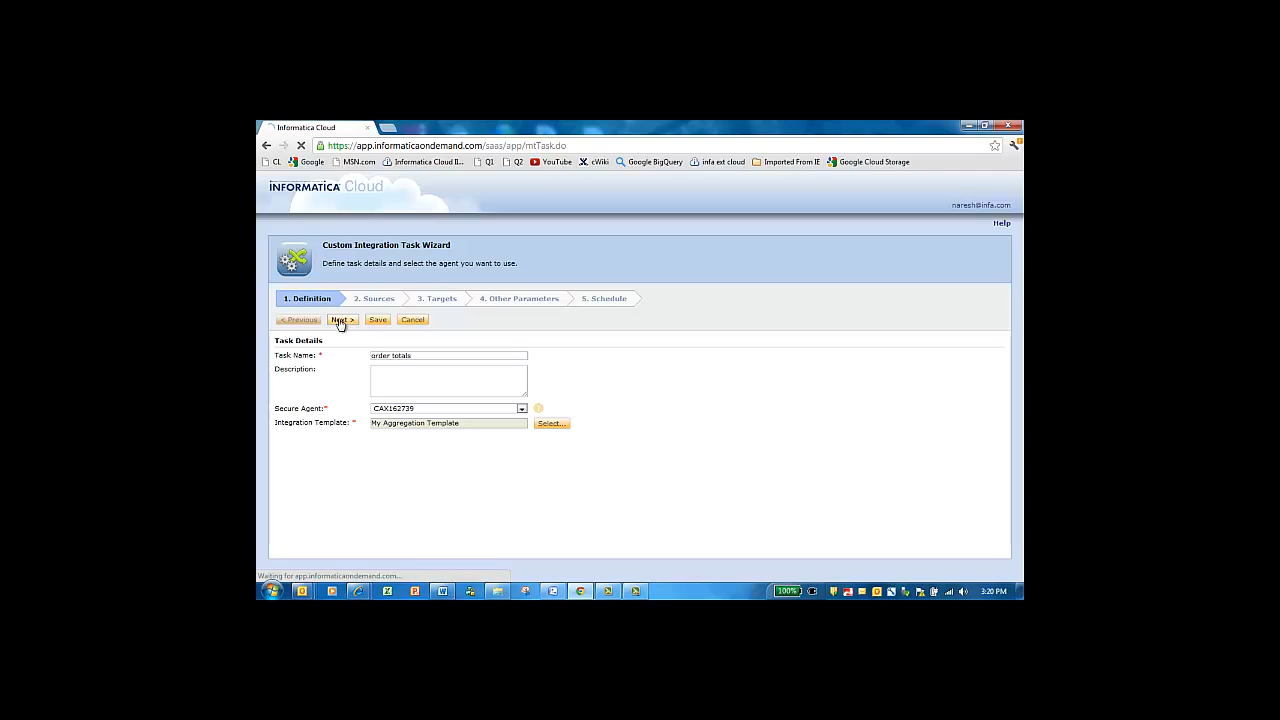 Informatica Cloud
https://app.informaticaondemand.com/saas/app/mtTask.do
CL Google MSN.com Informatica Cloud II... Q1 Q2 YouTube cWiki Google BigQuery infa ext cloud Imported From IE Google Cloud Storage
INFORMATICA Cloud
naresh@infa.com
Help
Custom Integration Task Wizard
Define task details and select the agent you want to use.
1. Definition 2. Sources 3. Targets 4. Other Parameters 5. Schedule
< Previous Next > Save Cancel
Task Details
Task Name: * order totals
Description:
Secure Agent:* CAX162739 ?
Integration Template: * My Aggregation Template Select...
Waiting for app.informaticaondemand.com...
100% 3:20 PM